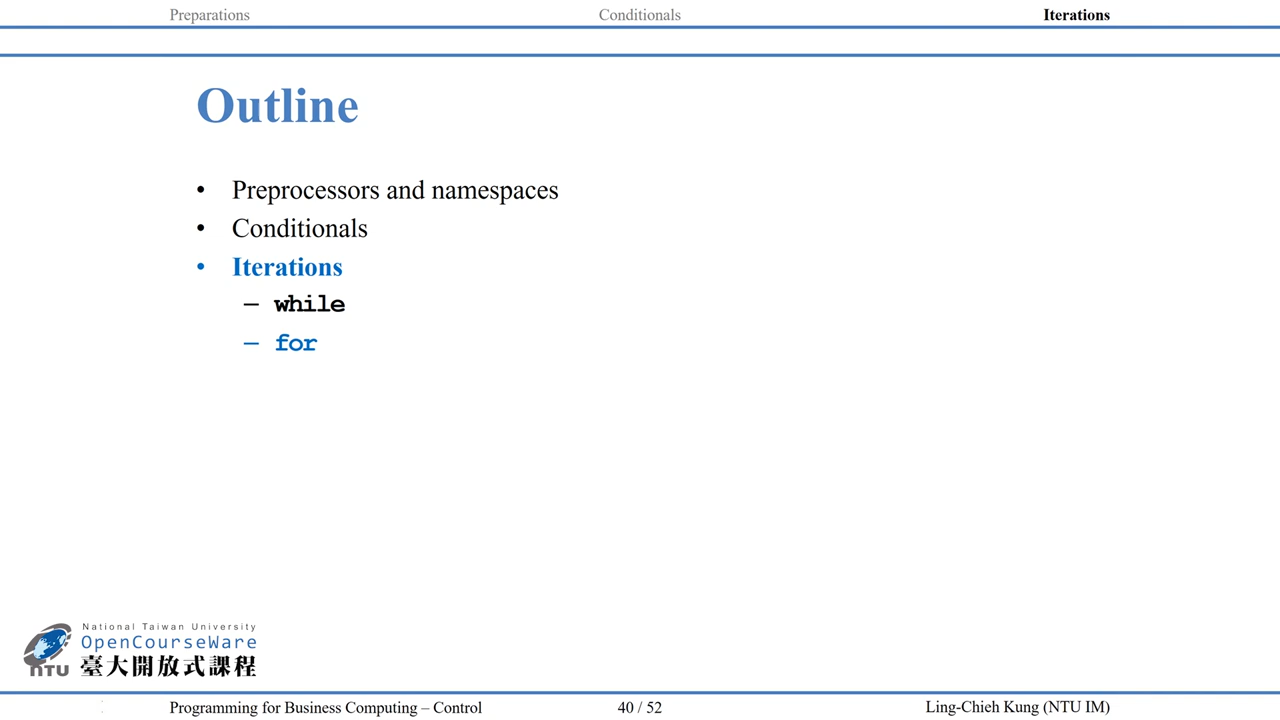 Preparations Conditionals Iterations
Outline
• Preprocessors and namespaces
• Conditionals
• Iterations
– while
– for
National Taiwan University
OpenCourseWare
NTU 臺大開放式課程
Programming for Business Computing – Control 40 / 52 Ling-Chieh Kung (NTU IM)